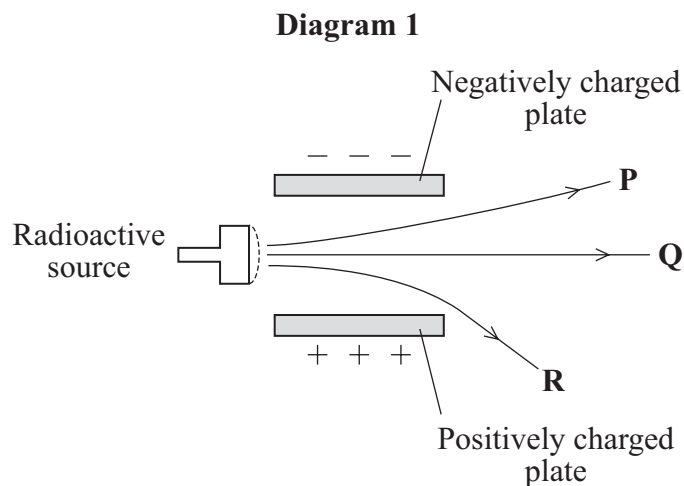 Diagram 1
Negatively charged
plate
− − −
P
Radioactive
source
Q
+ + +
R
Positively charged
plate